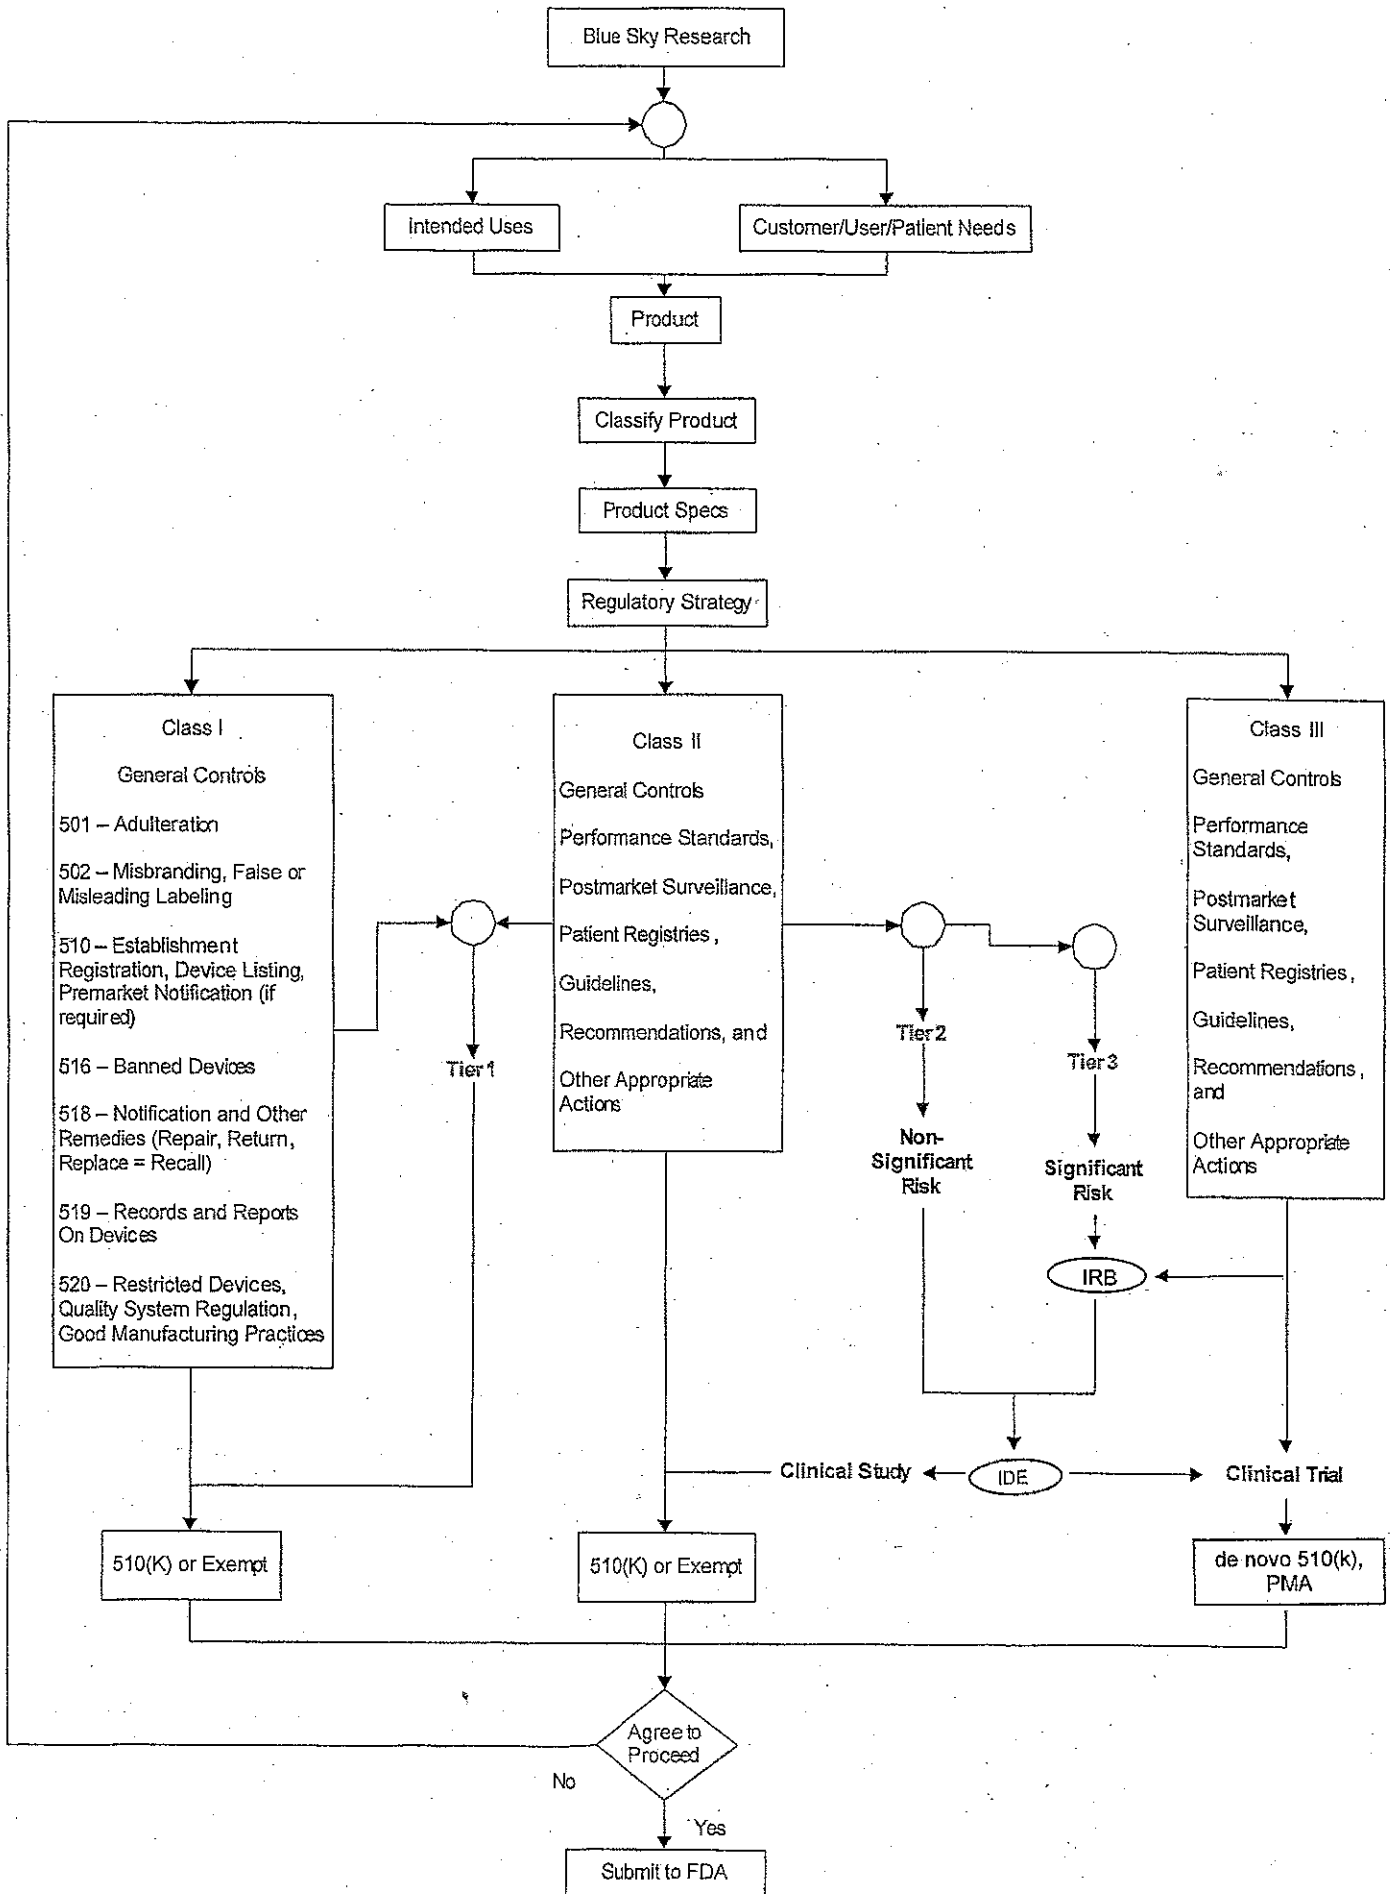 Blue Sky Research
Intended Uses
Customer/User/Patient Needs
Product
Classify Product
Product Specs
Regulatory Strategy
Class I
General Controls
501 – Adulteration
502 – Misbranding, False or
Misleading Labeling
510 – Establishment
Registration, Device Listing,
Premarket Notification (if
required)
516 – Banned Devices
518 – Notification and Other
Remedies (Repair, Return,
Replace = Recall)
519 – Records and Reports
On Devices
520 – Restricted Devices,
Quality System Regulation,
Good Manufacturing Practices
Tier 1
Class II
General Controls
Performance Standards,
Postmarket Surveillance,
Patient Registries,
Guidelines,
Recommendations, and
Other Appropriate
Actions
Tier 2
Non-
Significant
Risk
Tier 3
Significant
Risk
IRB
Class III
General Controls
Performance
Standards,
Postmarket
Surveillance,
Patient Registries,
Guidelines,
Recommendations,
and
Other Appropriate
Actions
Clinical Study
IDE
Clinical Trial
510(K) or Exempt
510(K) or Exempt
de novo 510(k),
PMA
Agree to
Proceed
No
Yes
Submit to FDA